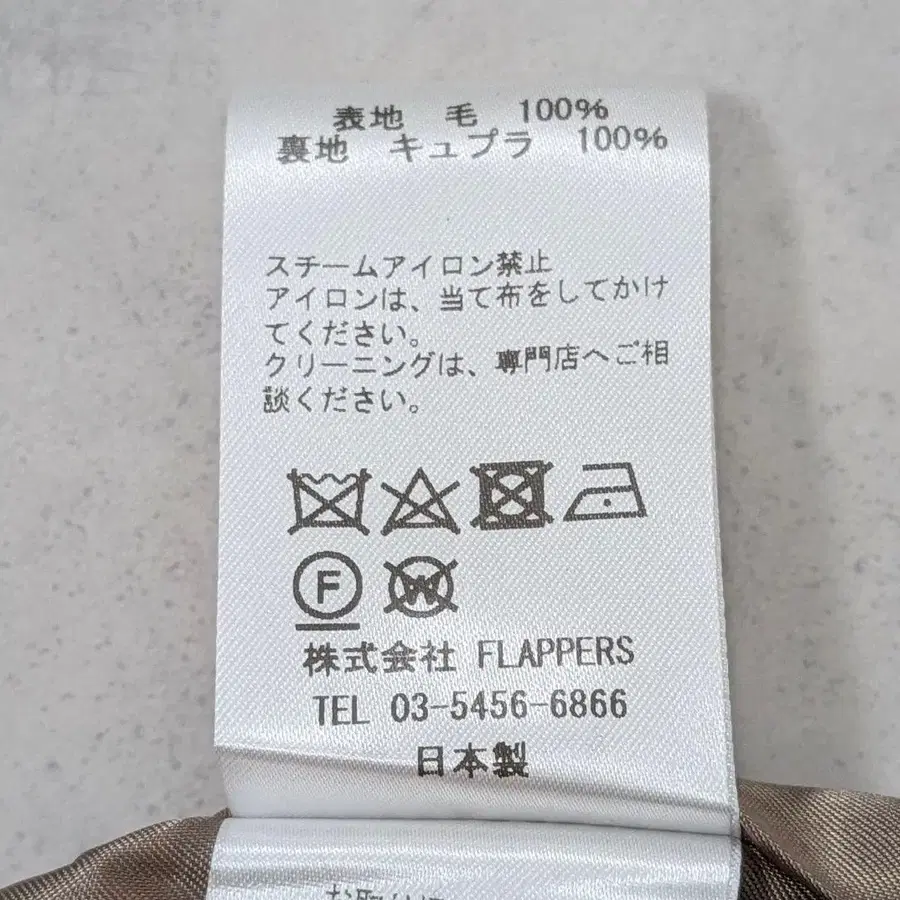 表地 毛 100%
裏地 キュプラ 100%
スチームアイロン禁止
アイロンは、当て布をしてかけ
てください。
クリーニングは、専門店へご相
談ください。
F W
株式会社 FLAPPERS
TEL 03-5456-6866
日本製